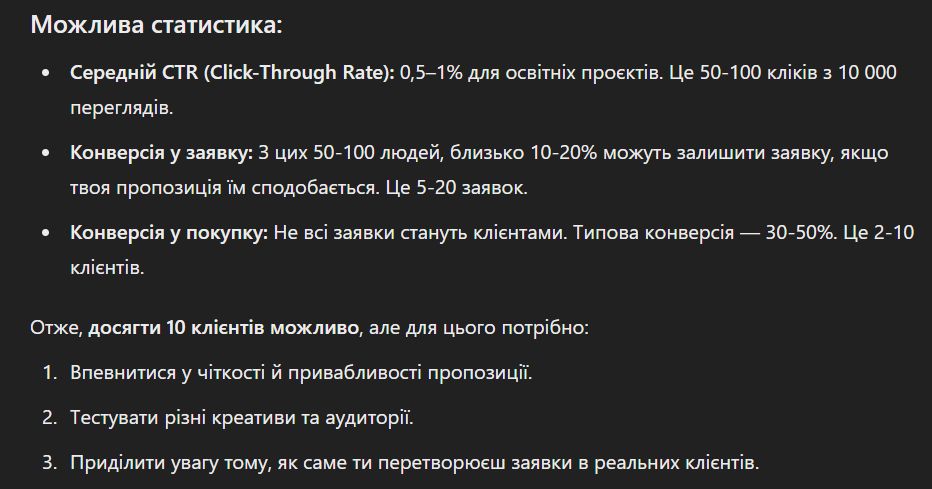 Можлива статистика:
• Середній CTR (Click-Through Rate): 0,5–1% для освітніх проєктів. Це 50-100 кліків з 10 000
переглядів.
• Конверсія у заявку: З цих 50-100 людей, близько 10-20% можуть залишити заявку, якщо
твоя пропозиція їм сподобається. Це 5-20 заявок.
• Конверсія у покупку: Не всі заявки стануть клієнтами. Типова конверсія — 30-50%. Це 2-10
клієнтів.
Отже, досягти 10 клієнтів можливо, але для цього потрібно:
1. Впевнитися у чіткості й привабливості пропозиції.
2. Тестувати різні креативи та аудиторії.
3. Приділити увагу тому, як саме ти перетворюєш заявки в реальних клієнтів.